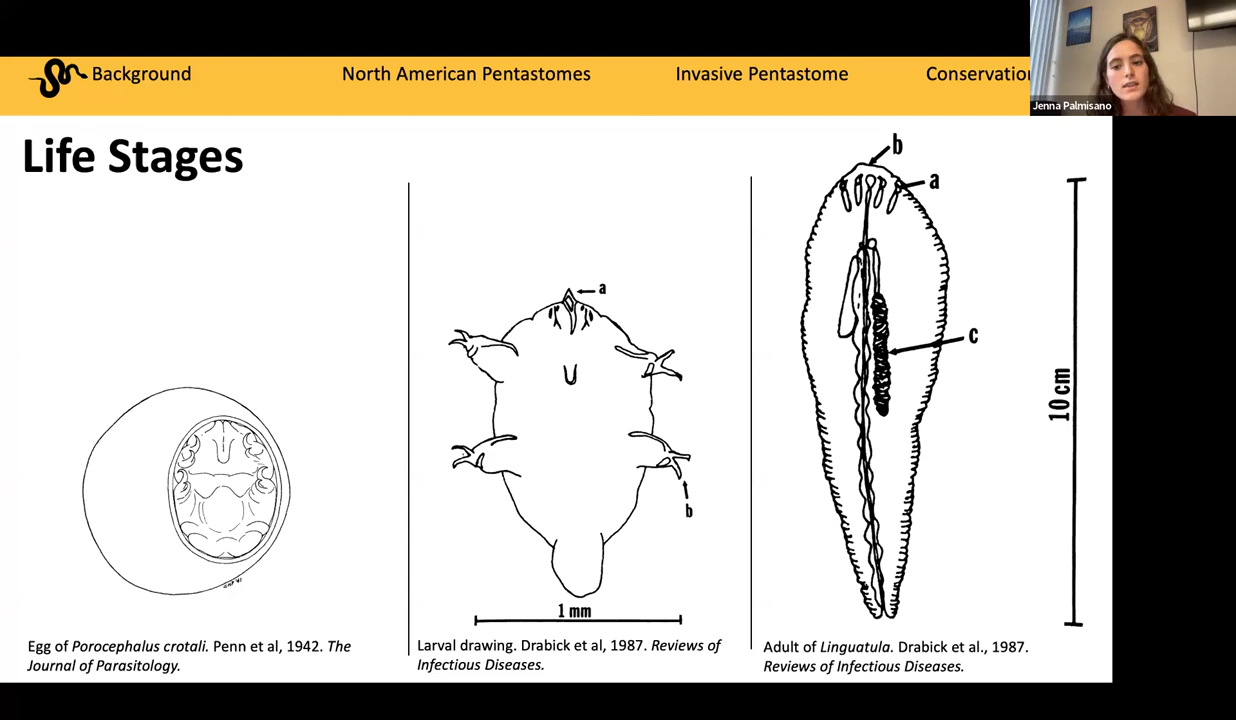 Background
North American Pentastomes
Invasive Pentastome
Conservation
Jenna Palmisano
Life Stages
b
a
c
10 cm
a
b
1 mm
Egg of Porocephalus crotali. Penn et al, 1942. The
Journal of Parasitology.
Larval drawing. Drabick et al, 1987. Reviews of
Infectious Diseases.
Adult of Linguatula. Drabick et al., 1987.
Reviews of Infectious Diseases.